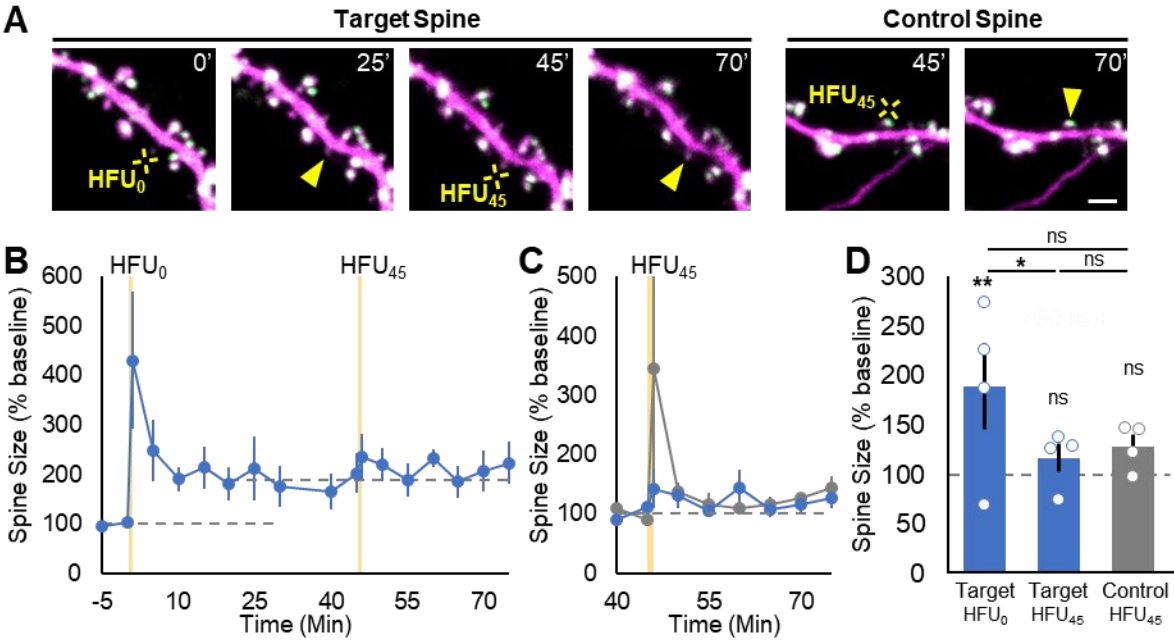 A
Target Spine
Control Spine
0’
25’
45’
70’
45’
70’
HFU0
HFU45
HFU45
B
HFU0
HFU45
Spine Size (% baseline)
600
500
400
300
200
100
0
-5
10
25
40
55
70
Time (Min)
C
HFU45
Spine Size (% baseline)
500
400
300
200
100
0
40
55
70
Time (Min)
D
Spine Size (% baseline)
300
250
200
150
100
50
0
ns
*
ns
**
ns
ns
Target
HFU0
Target
HFU45
Control
HFU45